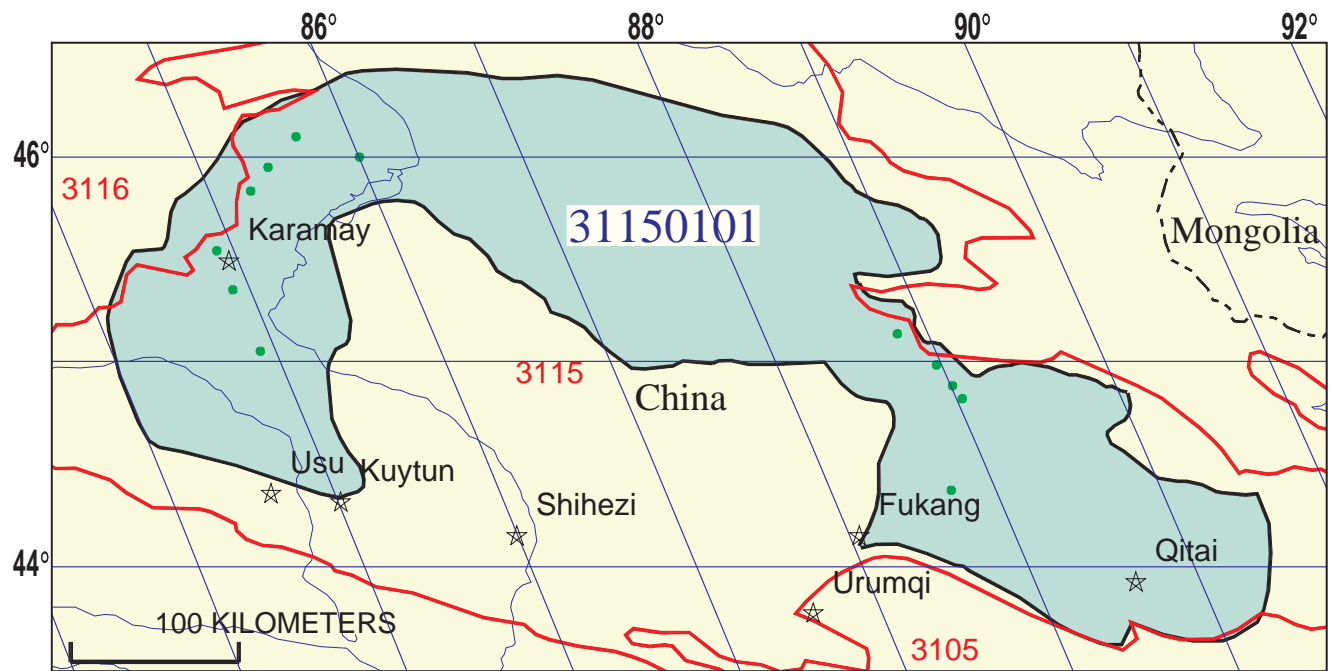 86° 88° 90° 92°
46°
3116
31150101
Karamay
Mongolia
3115
China
Usu
Kuytun
Shihezi
Fukang
Qitai
44°
Urumqi
100 KILOMETERS
3105